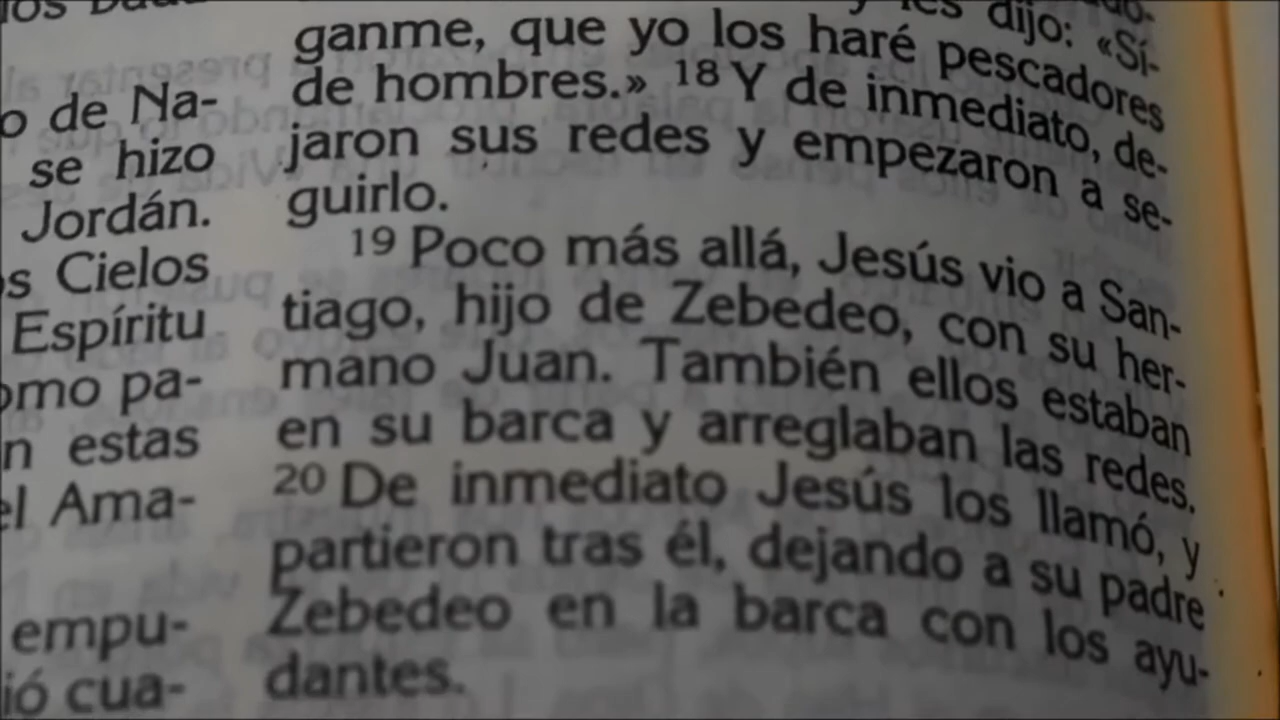 o de Na-
se hizo
Jordán.
s Cielos
Espíritu
omo pa-
n estas
el Ama-
empu-
ió cua-
y les dijo: «Sí-
ganme, que yo los haré pescadores
de hombres.» 18 Y de inmediato, de-
jaron sus redes y empezaron a se-
guirlo.
19 Poco más allá, Jesús vio a San-
tiago, hijo de Zebedeo, con su her-
mano Juan. También ellos estaban
en su barca y arreglaban las redes.
20 De inmediato Jesús los llamó, y
partieron tras él, dejando a su padre
Zebedeo en la barca con los ayu-
dantes.